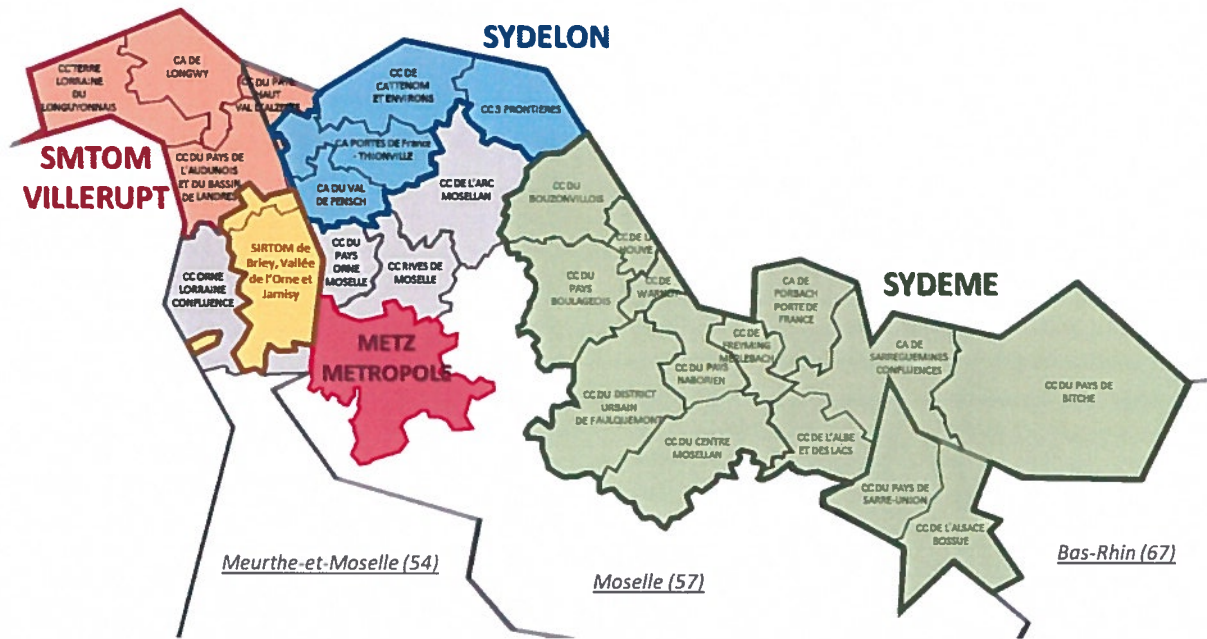 SYDELON
CA DE
LONGWY
CC TERRE
LORRAINE
DU
LONGUYONNAIS
CC DU PAYS
HAUT
VAL D'ALZETTE
CC DE
CATTENOM
ET ENVIRONS
CC 3 FRONTIERES
SMTOM
VILLERUPT
CC DU PAYS DE
L'AUDUNOIS
ET DU BASSIN
DE LANDRES
CA PORTES DE France
- THIONVILLE
CA DU VAL
DE FENSCH
CC DE L'ARC
MOSELLAN
CC DU
BOUZONVILLOIS
CC DE LA
HOUVE
SIRTOM de
Briey, Vallée
de l'Orne et
Jarnisy
CC DU
PAYS
ORNE
MOSELLE
CC RIVES DE
MOSELLE
CC ORNE
LORRAINE
CONFLUENCE
CC DU
PAYS
BOULAGEOIS
CC DE
WARNDT
CA DE
FORBACH
PORTE DE
FRANCE
SYDEME
METZ
METROPOLE
CC DE
FREYMING
MERLEBACH
CA DE
SARREGUEMINES
CONFLUENCES
CC DU PAYS
NABORIEN
CC DU PAYS DE
BITCHE
CC DU DISTRICT
URBAIN
DE FAULQUEMONT
CC DU CENTRE
MOSELLAN
CC DE L'ALBE
ET DES LACS
CC DU PAYS DE
SARRE-UNION
CC DE L'ALSACE
BOSSUE
Meurthe-et-Moselle (54)
Moselle (57)
Bas-Rhin (67)